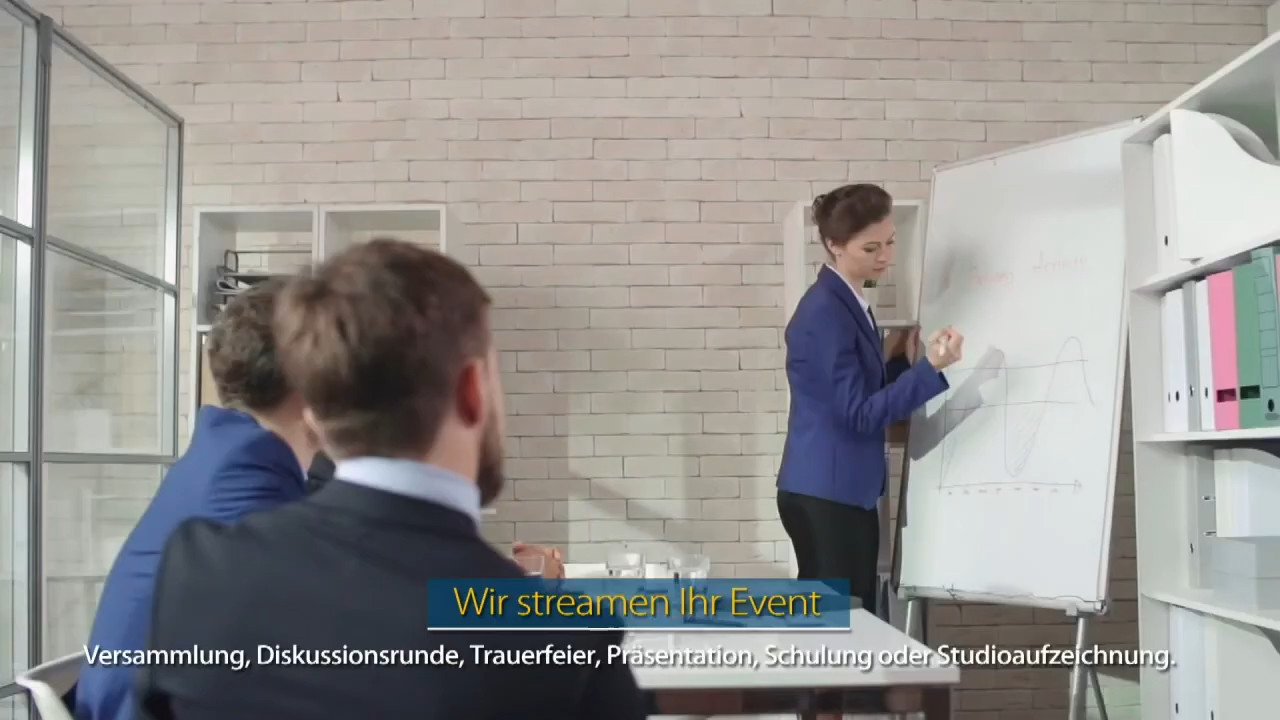 Wir streamen Ihr Event
Versammlung, Diskussionsrunde, Trauerfeier, Präsentation, Schulung oder Studioaufzeichnung.